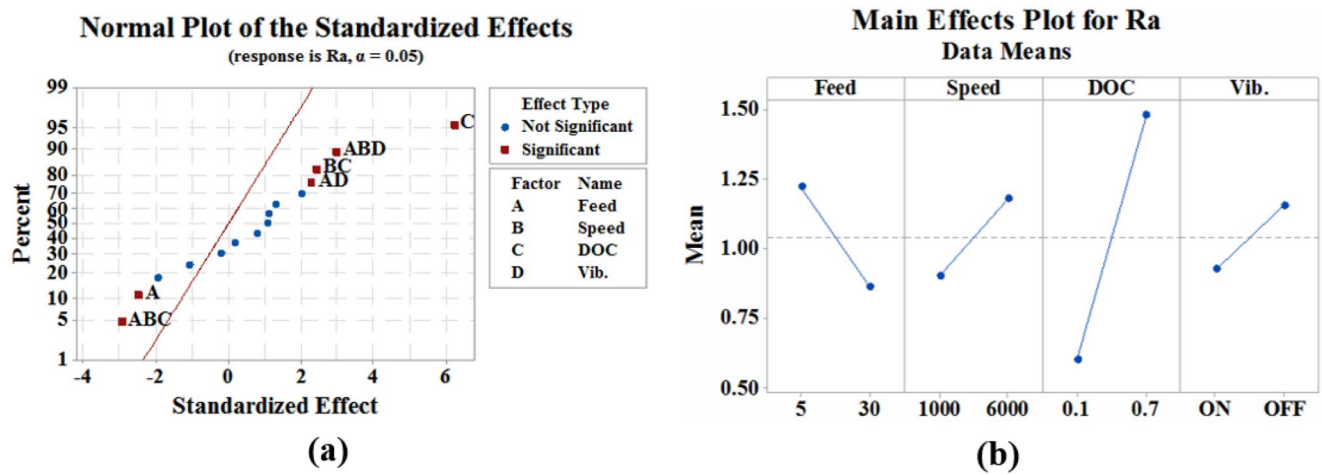 Normal Plot of the Standardized Effects
(response is Ra, α = 0.05)
99
95
90
80
70
60
50
40
30
20
10
5
1
Percent
-4 -2 0 2 4 6
Standardized Effect
C
ABD
BC
AD
A
ABC
Effect Type
Not Significant
Significant
Factor Name
A Feed
B Speed
C DOC
D Vib.
(a)
Main Effects Plot for Ra
Data Means
Feed Speed DOC Vib.
1.50
1.25
1.00
0.75
0.50
Mean
5 30 1000 6000 0.1 0.7 ON OFF
(b)